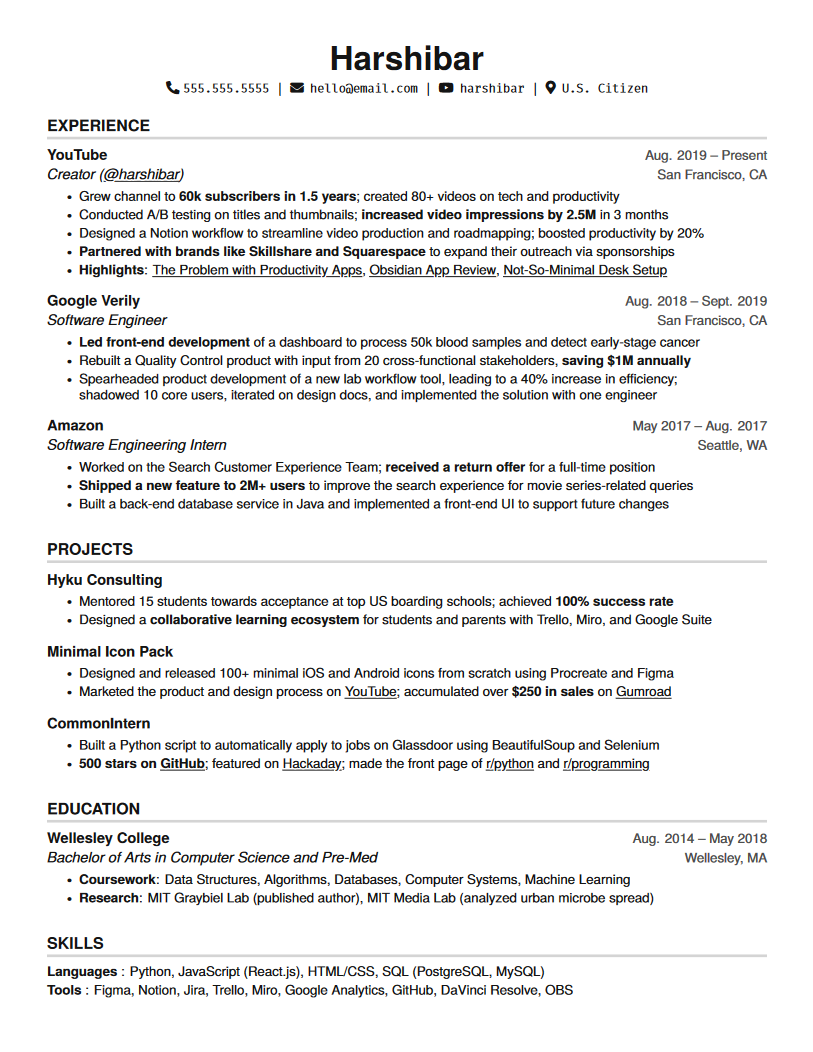 Harshibar
555.555.5555 | hello@email.com | harshibar | U.S. Citizen
EXPERIENCE
YouTube Aug. 2019 – Present
Creator (@harshibar) San Francisco, CA
• Grew channel to 60k subscribers in 1.5 years; created 80+ videos on tech and productivity
• Conducted A/B testing on titles and thumbnails; increased video impressions by 2.5M in 3 months
• Designed a Notion workflow to streamline video production and roadmapping; boosted productivity by 20%
• Partnered with brands like Skillshare and Squarespace to expand their outreach via sponsorships
• Highlights: The Problem with Productivity Apps, Obsidian App Review, Not-So-Minimal Desk Setup
Google Verily Aug. 2018 – Sept. 2019
Software Engineer San Francisco, CA
• Led front-end development of a dashboard to process 50k blood samples and detect early-stage cancer
• Rebuilt a Quality Control product with input from 20 cross-functional stakeholders, saving $1M annually
• Spearheaded product development of a new lab workflow tool, leading to a 40% increase in efficiency;
shadowed 10 core users, iterated on design docs, and implemented the solution with one engineer
Amazon May 2017 – Aug. 2017
Software Engineering Intern Seattle, WA
• Worked on the Search Customer Experience Team; received a return offer for a full-time position
• Shipped a new feature to 2M+ users to improve the search experience for movie series-related queries
• Built a back-end database service in Java and implemented a front-end UI to support future changes
PROJECTS
Hyku Consulting
• Mentored 15 students towards acceptance at top US boarding schools; achieved 100% success rate
• Designed a collaborative learning ecosystem for students and parents with Trello, Miro, and Google Suite
Minimal Icon Pack
• Designed and released 100+ minimal iOS and Android icons from scratch using Procreate and Figma
• Marketed the product and design process on YouTube; accumulated over $250 in sales on Gumroad
CommonIntern
• Built a Python script to automatically apply to jobs on Glassdoor using BeautifulSoup and Selenium
• 500 stars on GitHub; featured on Hackaday; made the front page of r/python and r/programming
EDUCATION
Wellesley College Aug. 2014 – May 2018
Bachelor of Arts in Computer Science and Pre-Med Wellesley, MA
• Coursework: Data Structures, Algorithms, Databases, Computer Systems, Machine Learning
• Research: MIT Graybiel Lab (published author), MIT Media Lab (analyzed urban microbe spread)
SKILLS
Languages : Python, JavaScript (React.js), HTML/CSS, SQL (PostgreSQL, MySQL)
Tools : Figma, Notion, Jira, Trello, Miro, Google Analytics, GitHub, DaVinci Resolve, OBS